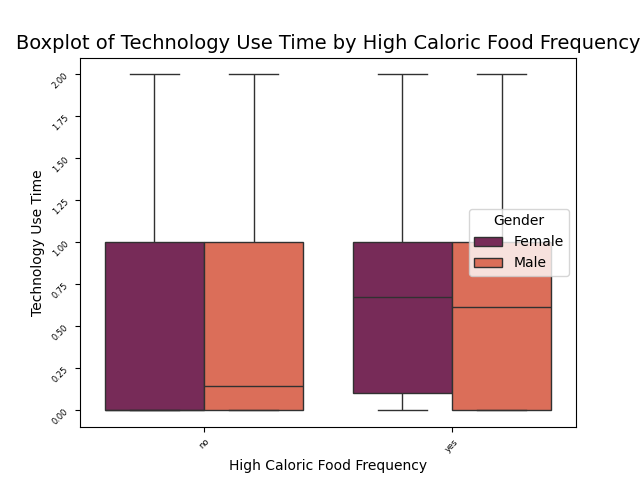 Boxplot of Technology Use Time by High Caloric Food Frequency
Technology Use Time
2.00
1.75
1.50
1.25
1.00
0.75
0.50
0.25
0.00
Gender
Female
Male
no
yes
High Caloric Food Frequency